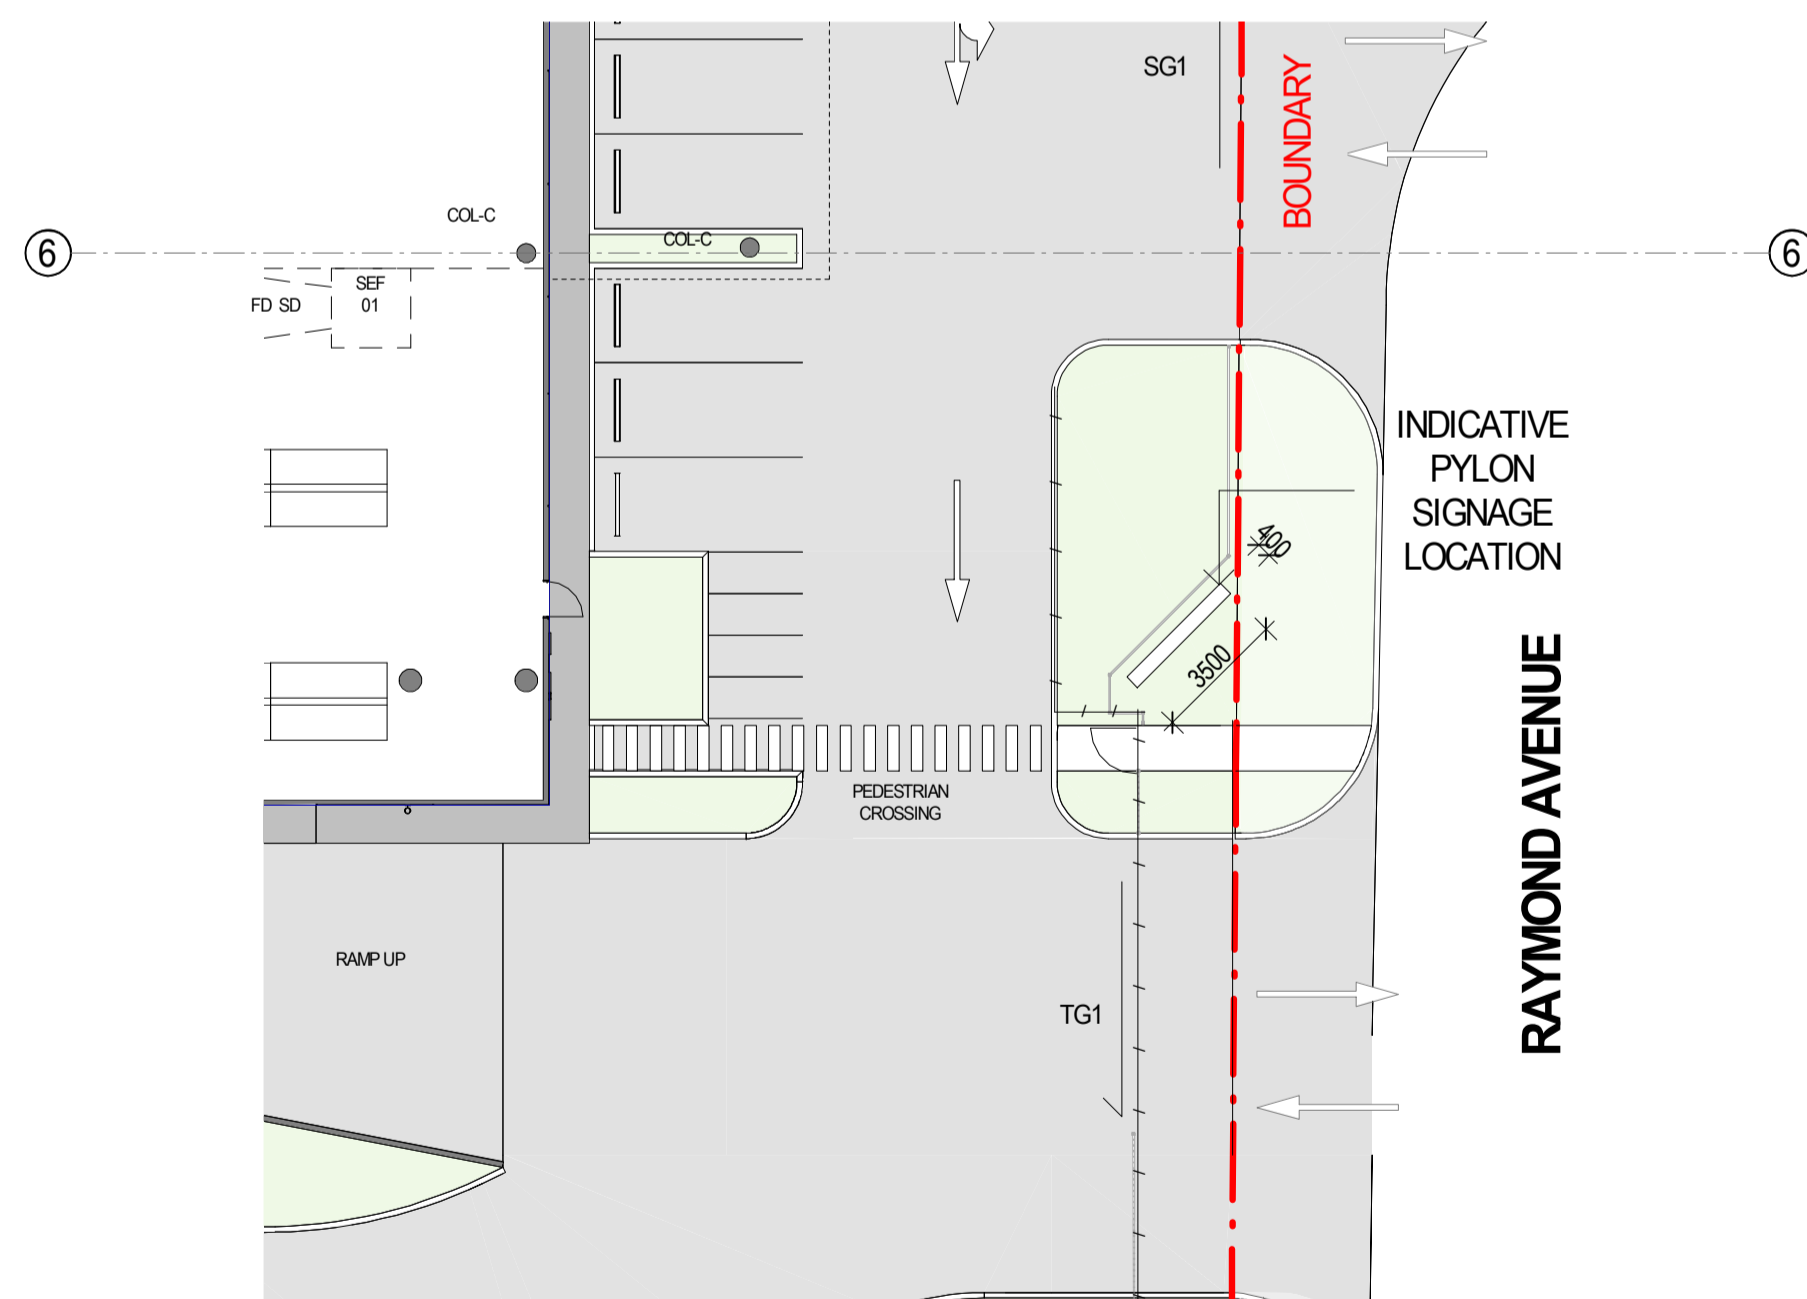 SG1
BOUNDARY
COL-C
COL-C
6
6
SEF
01
FD SD
INDICATIVE
PYLON
SIGNAGE
LOCATION
400
3500
PEDESTRIAN
CROSSING
RAYMOND AVENUE
RAMP UP
TG1